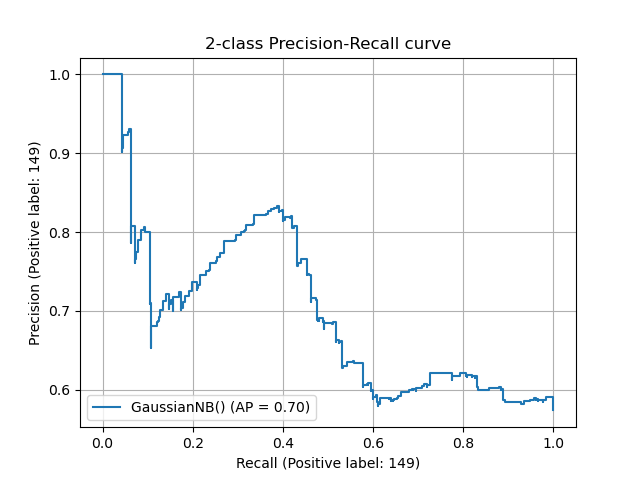 2-class Precision-Recall curve
Precision (Positive label: 149)
1.0
0.9
0.8
0.7
0.6
GaussianNB() (AP = 0.70)
0.0 0.2 0.4 0.6 0.8 1.0
Recall (Positive label: 149)